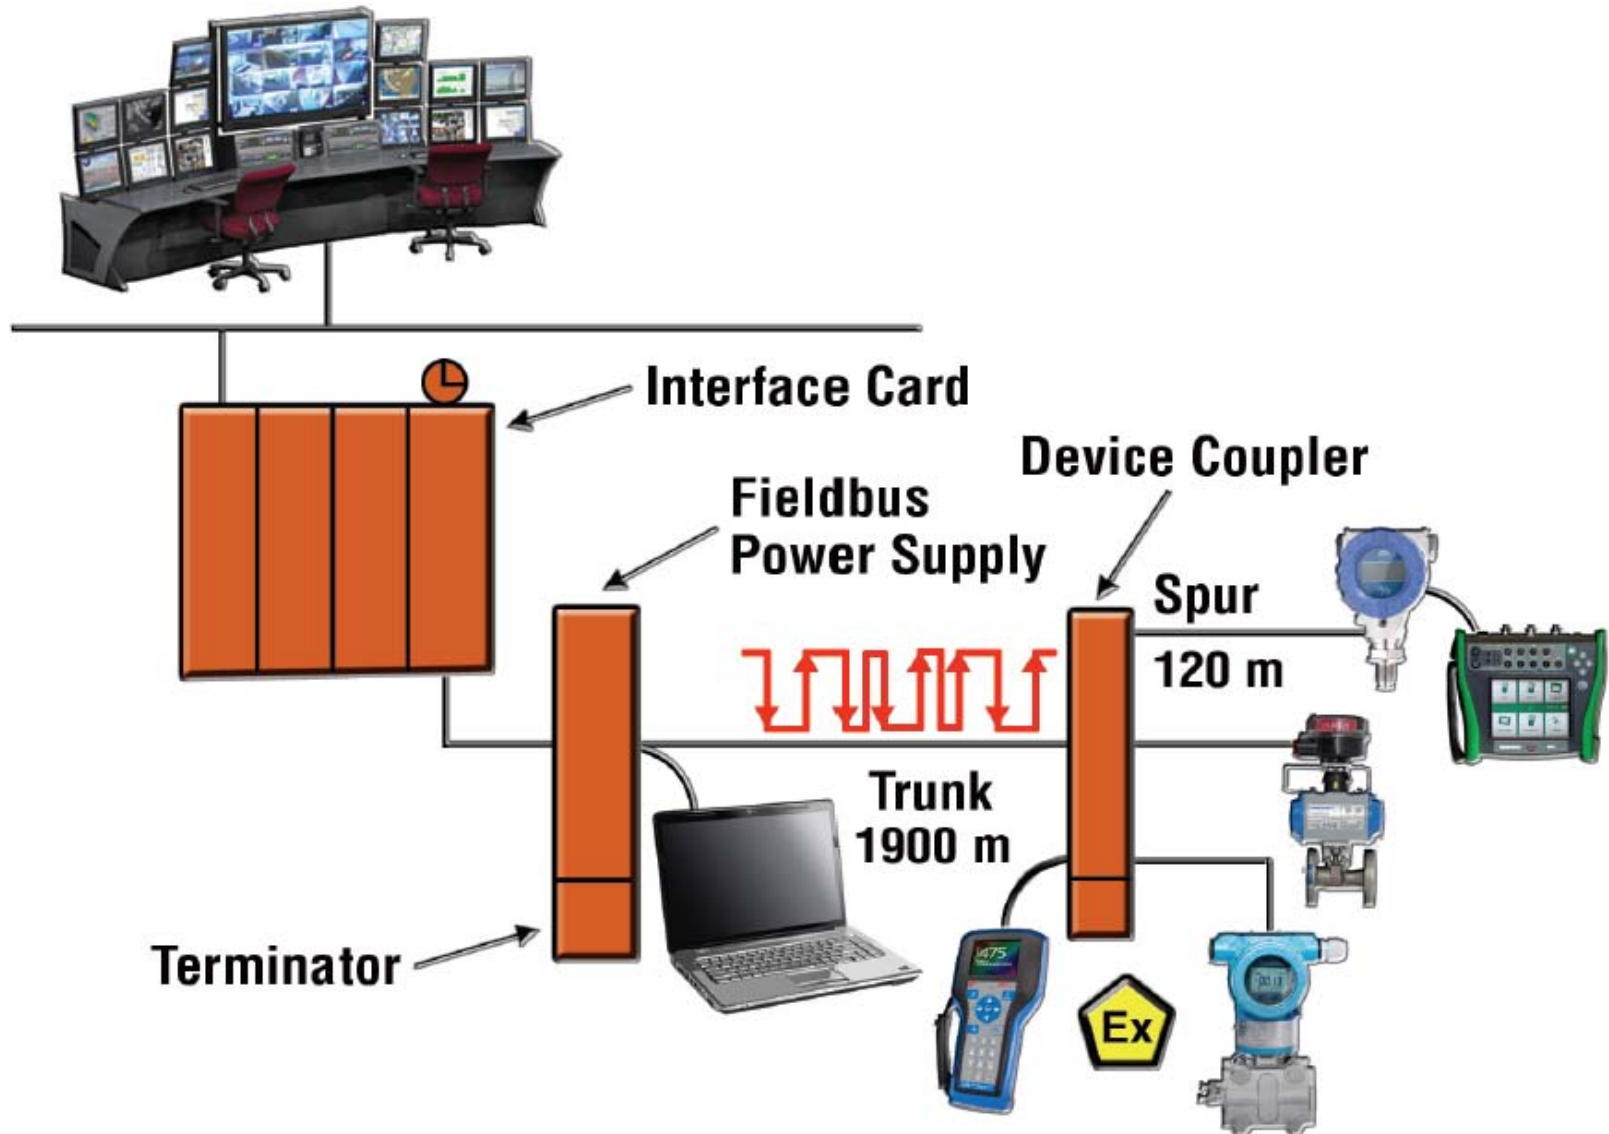 Interface Card
Device Coupler
Fieldbus
Power Supply
Spur
120 m
Trunk
1900 m
Terminator
475
Ex